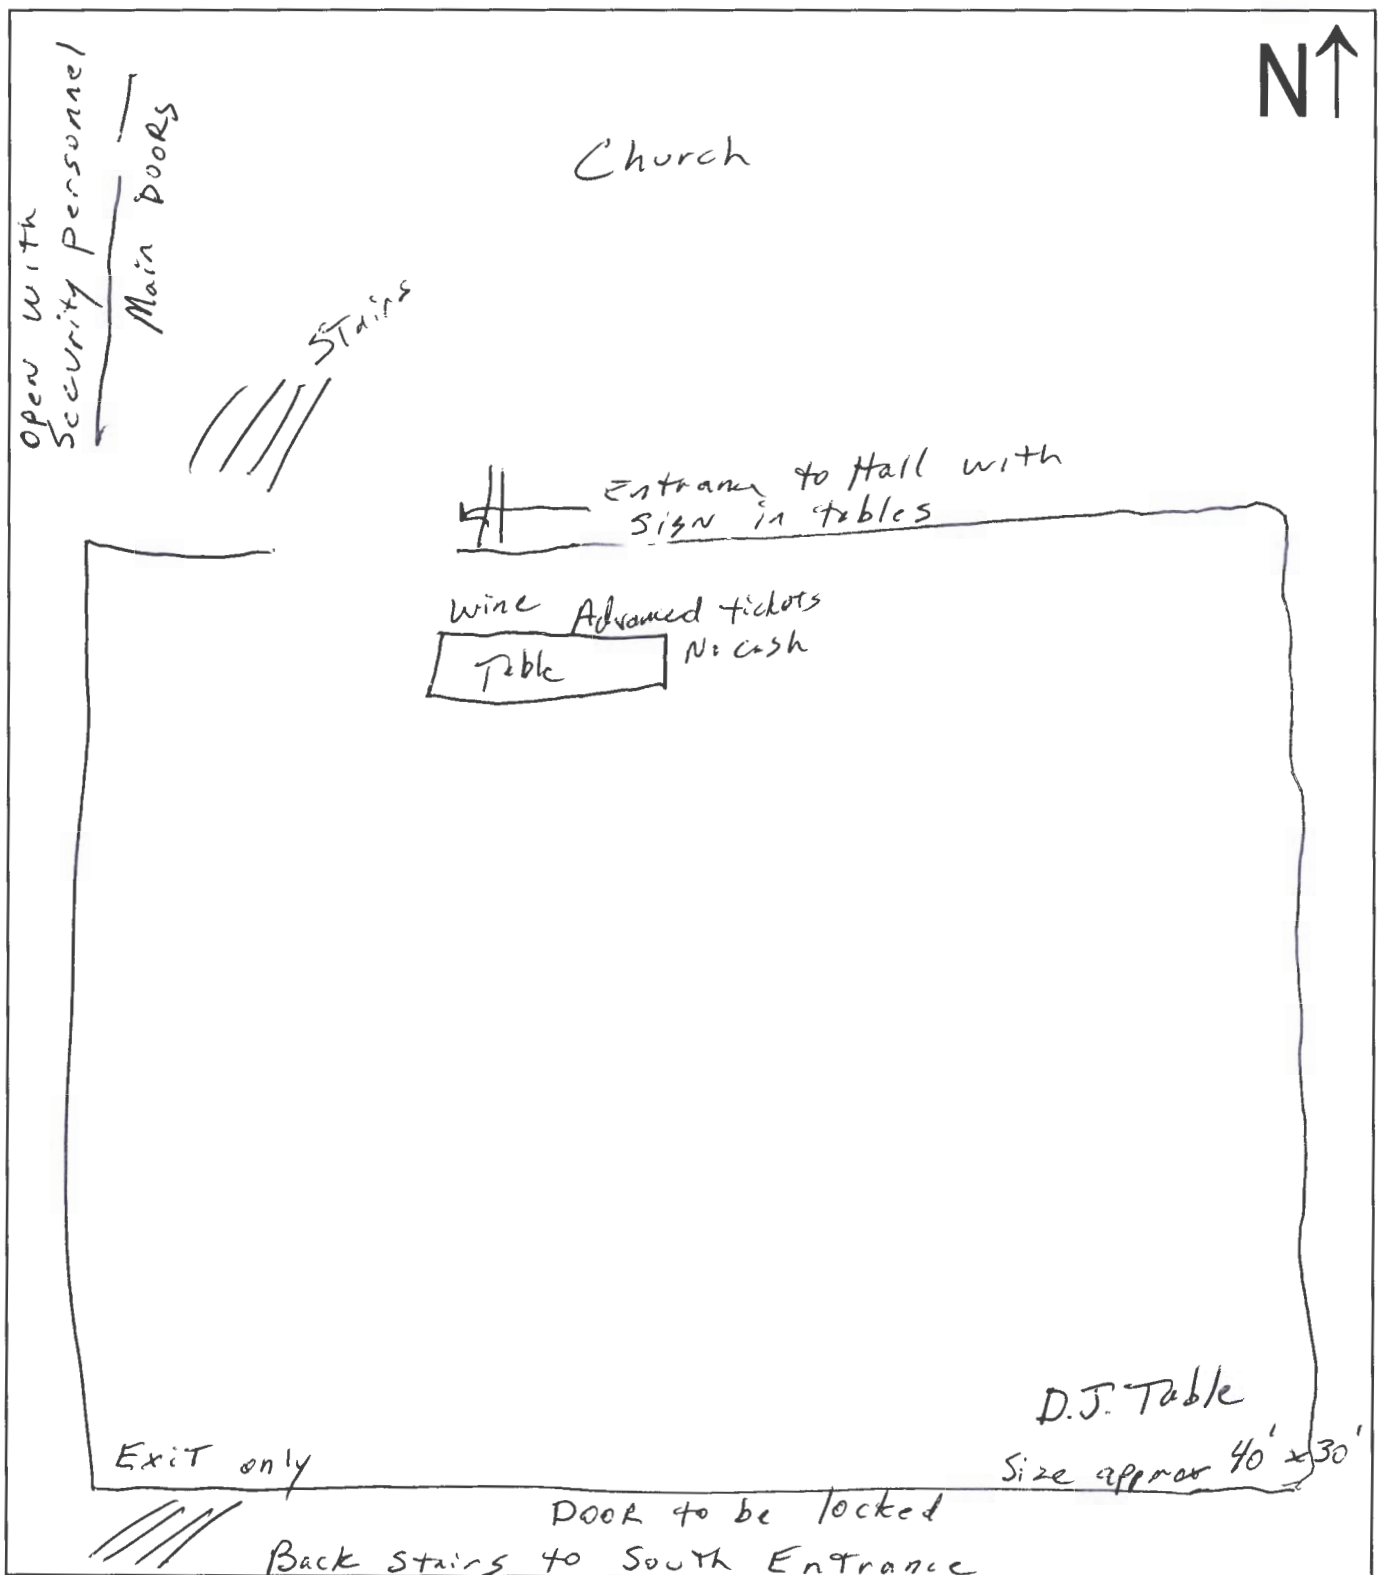 N
Open with
Security Personnel
Main Doors
Church
Stairs
Entrance to Hall with
Sign in tables
Wine Advanced tickets
No cash
Table
D.J. Table
Exit only
Size approx 40' x 30'
Door to be locked
Back Stairs to South Entrance